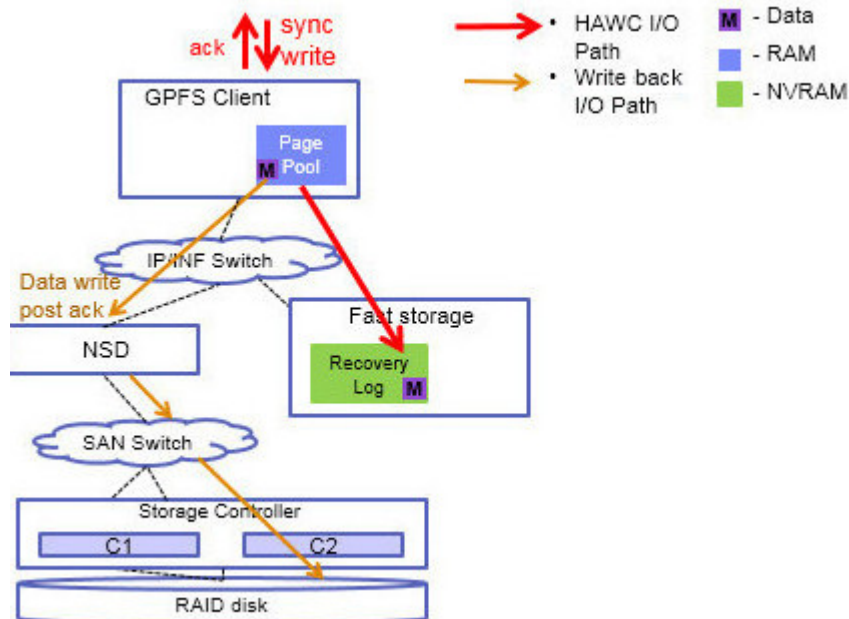 ack
sync
write
• HAWC I/O
Path
• Write back
I/O Path
M - Data
- RAM
- NVRAM
GPFS Client
Page
Pool
M
IP/INF Switch
Data write
post ack
Fast storage
NSD
Recovery
Log
M
SAN Switch
Storage Controller
C1
C2
RAID disk